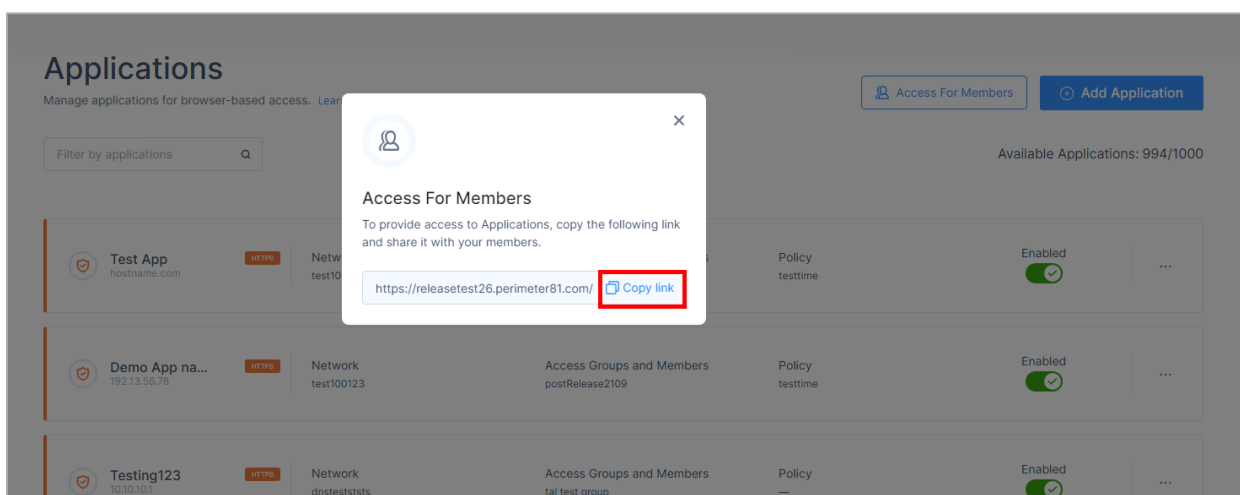 Applications
Manage applications for browser-based access. Lear
Access For Members
Add Application
Filter by applications
Available Applications: 994/1000
Access For Members
To provide access to Applications, copy the following link
and share it with your members.
https://releasetest26.perimeter81.com/
Copy link
Test App
hostname.com
HTTPS
Netw
test10
s
Policy
testtime
Enabled
Demo App na...
192.13.56.78
HTTPS
Network
test100123
Access Groups and Members
postRelease2109
Policy
testtime
Enabled
Testing123
10.10.10.1
HTTPS
Network
dnstestststs
Access Groups and Members
tal test group
Policy
—
Enabled